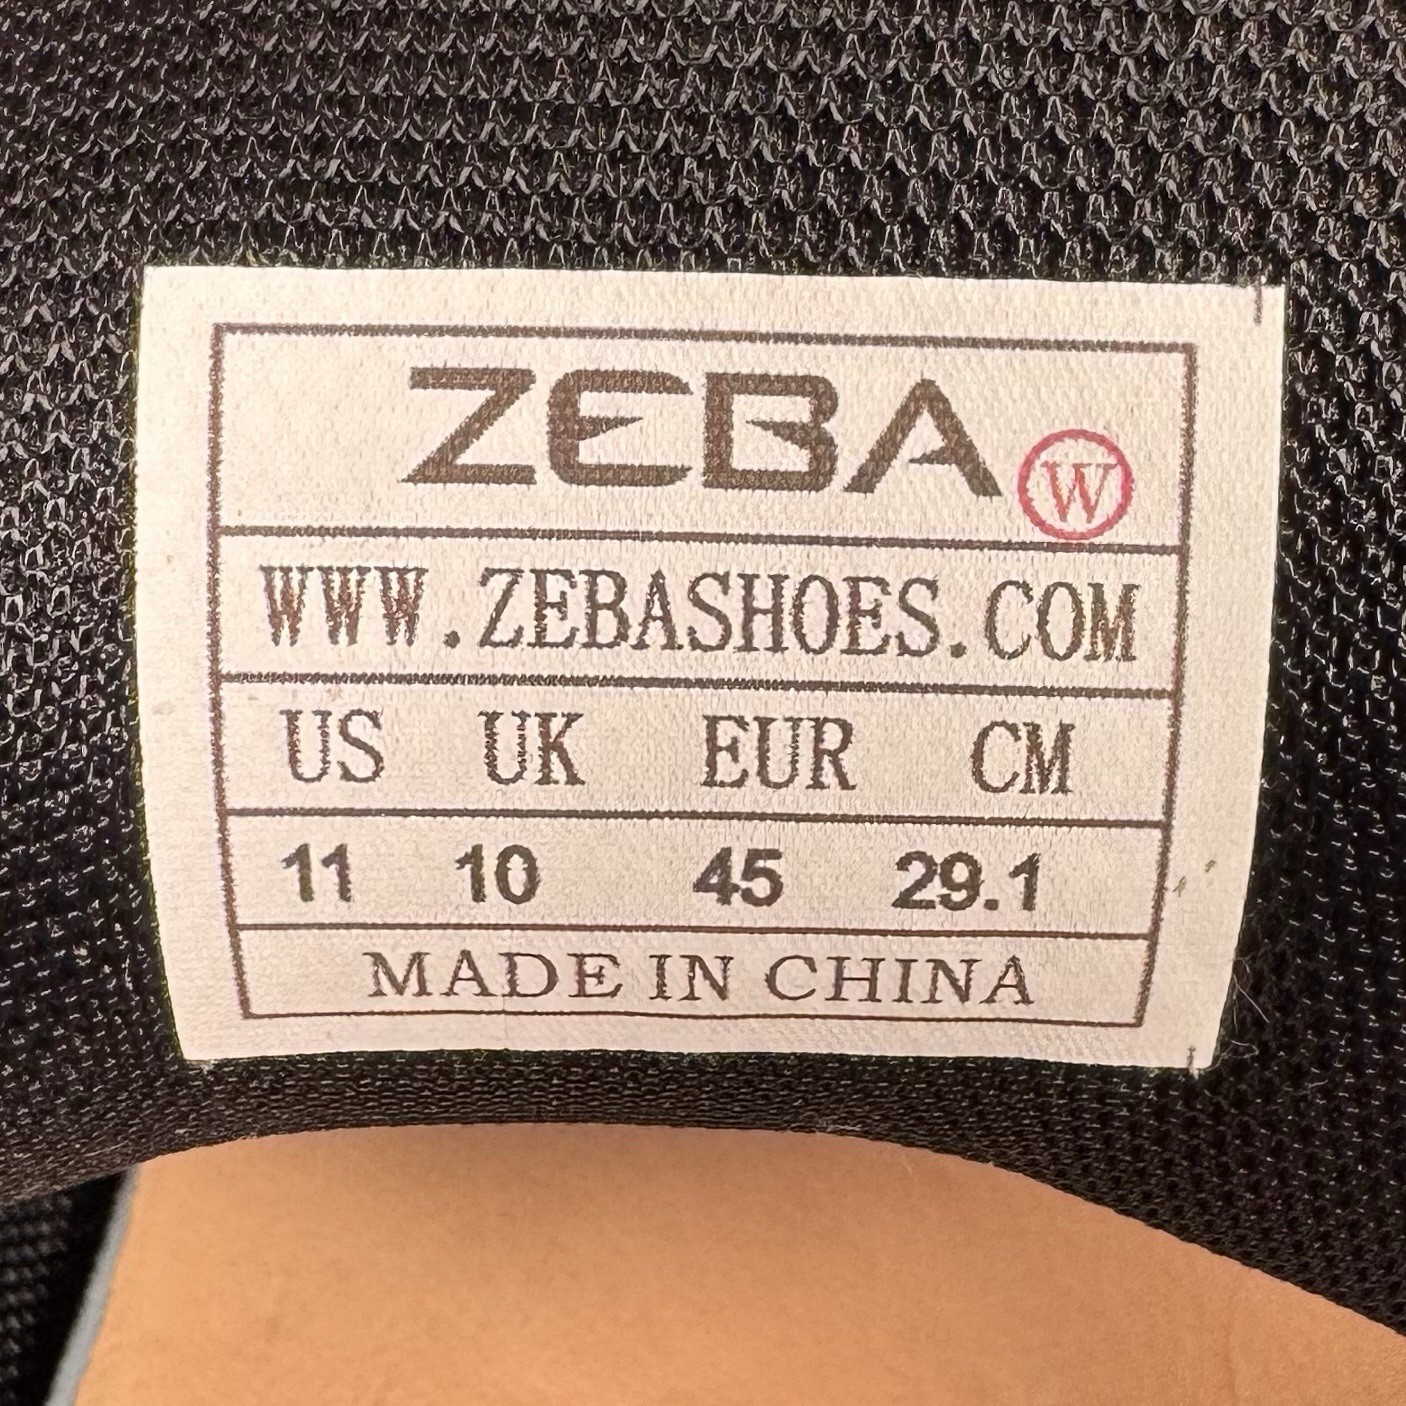 ZEBA W
WWW.ZEBASHOES.COM
US UK EUR CM
11 10 45 29.1
MADE IN CHINA